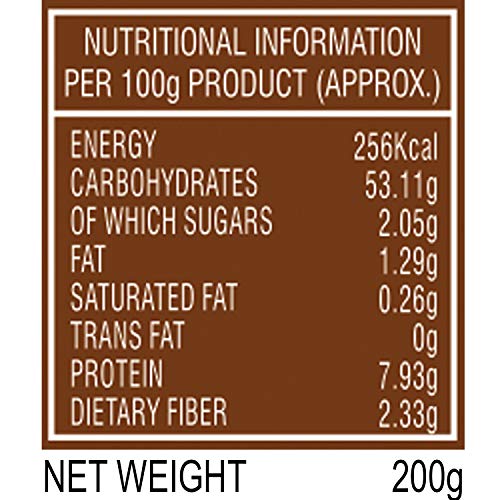 NUTRITIONAL INFORMATION
PER 100g PRODUCT (APPROX.)
ENERGY 256Kcal
CARBOHYDRATES 53.11g
OF WHICH SUGARS 2.05g
FAT 1.29g
SATURATED FAT 0.26g
TRANS FAT 0g
PROTEIN 7.93g
DIETARY FIBER 2.33g
NET WEIGHT 200g